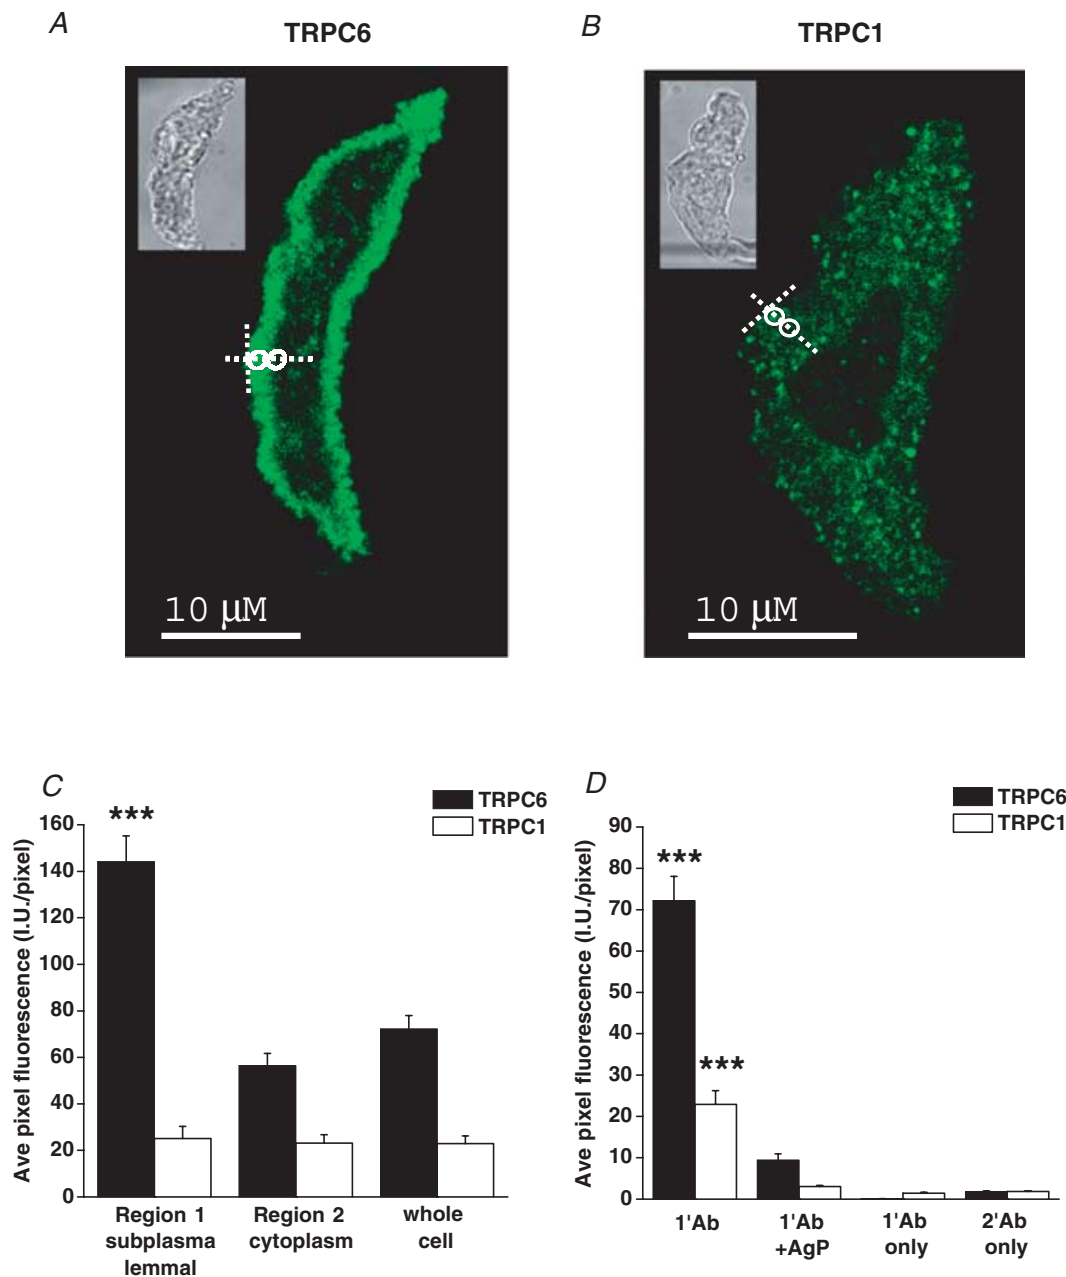 A
TRPC6
B
TRPC1
10 µM
10 µM
C
TRPC6
TRPC1
***
Ave pixel fluorescence (I.U./pixel)
160
140
120
100
80
60
40
20
0
Region 1
subplasma
lemmal
Region 2
cytoplasm
whole
cell
D
TRPC6
TRPC1
***
***
Ave pixel fluorescence (I.U./pixel)
90
80
70
60
50
40
30
20
10
0
1'Ab
1'Ab
+AgP
1'Ab
only
2'Ab
only